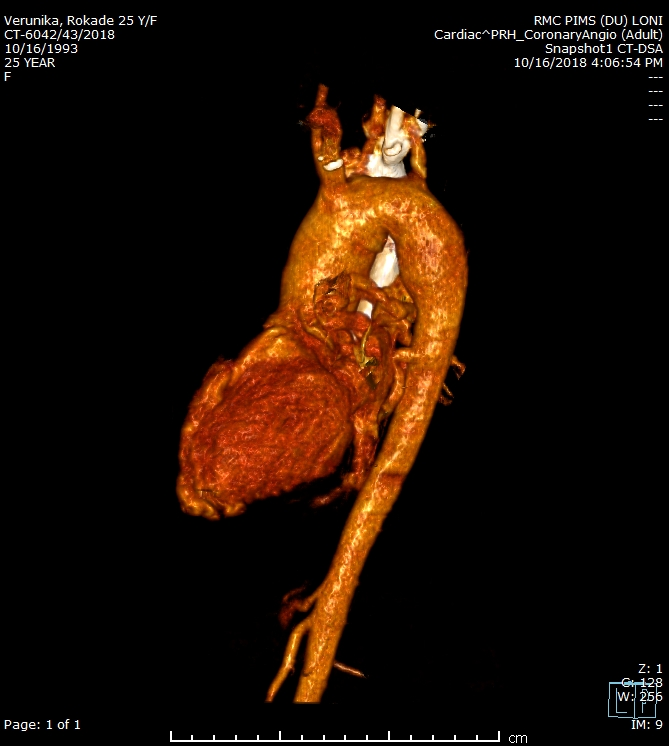 Verunika, Rokade 25 Y/F
CT-6042/43/2018
10/16/1993
25 YEAR
F
RMC PIMS (DU) LONI
Cardiac^PRH_CoronaryAngio (Adult)
Snapshot1 CT-DSA
10/16/2018 4:06:54 PM
---
---
---
---
Z: 1
C: 128
W: 256
L F
Page: 1 of 1
cm
IM: 9